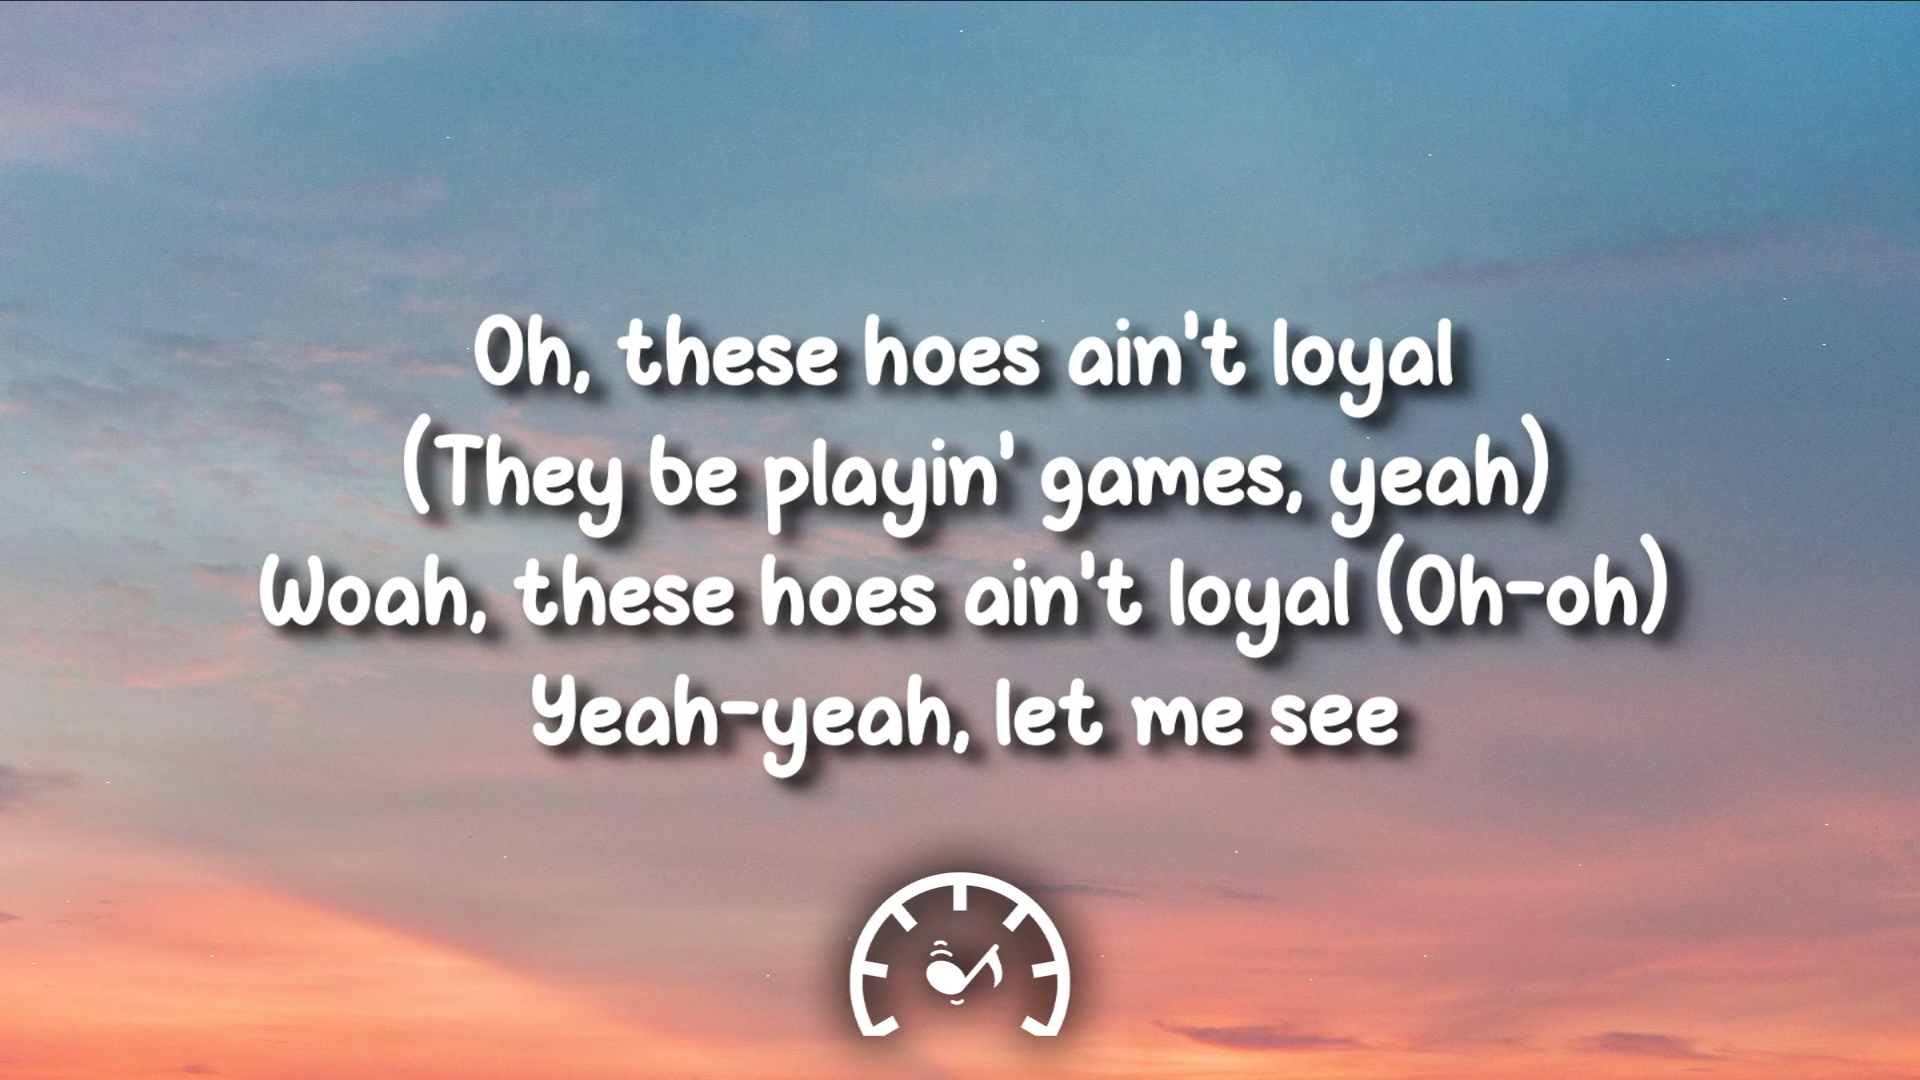 Oh, these hoes ain't loyal
(They be playin' games, yeah)
Woah, these hoes ain't loyal (Oh-oh)
Yeah-yeah, let me see